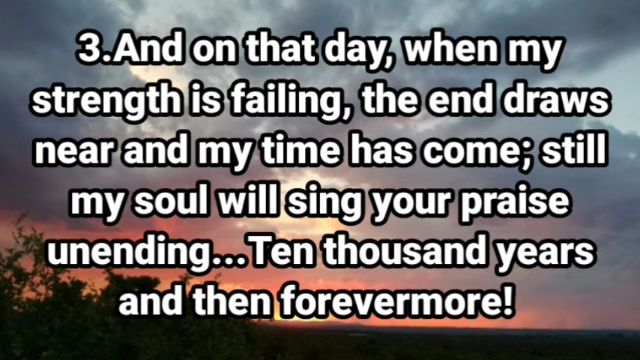 3.And on that day, when my
strength is failing, the end draws
near and my time has come; still
my soul will sing your praise
unending...Ten thousand years
and then forevermore!